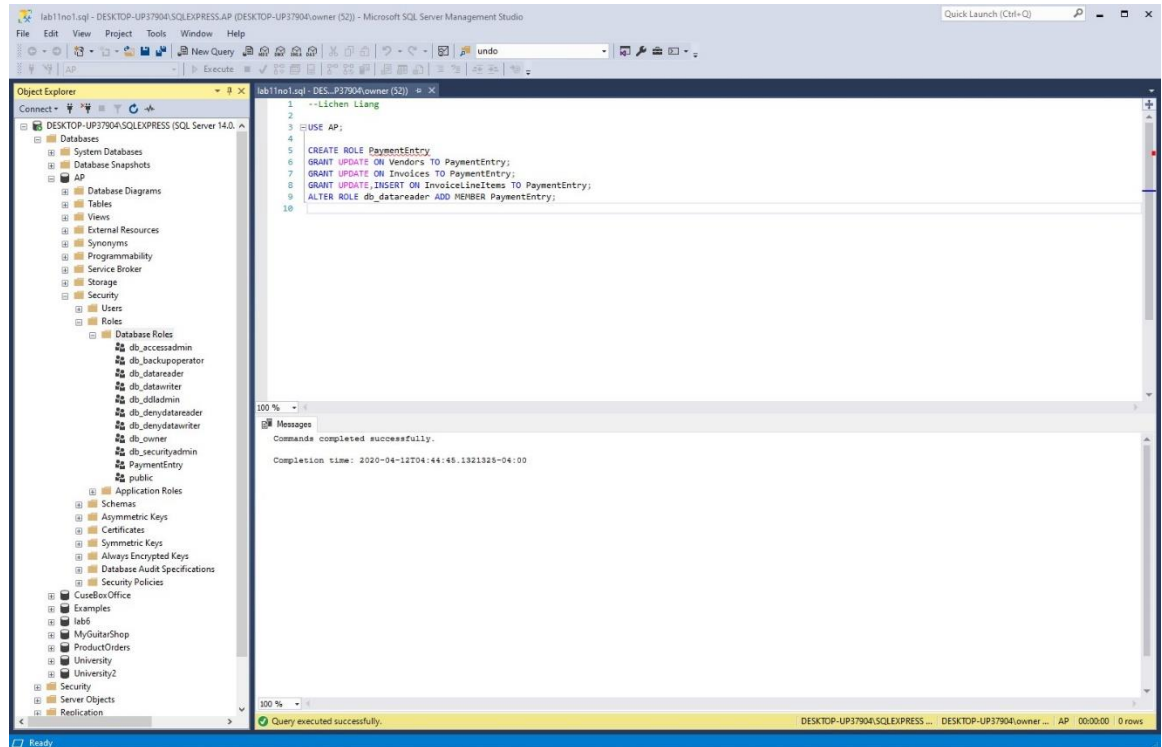 lab11no1.sql - DESKTOP-UP37904\SQLEXPRESS.AP (DESKTOP-UP37904\owner (52)) - Microsoft SQL Server Management Studio
Quick Launch (Ctrl+Q)
File Edit View Project Tools Window Help
New Query
undo
AP
Execute
Object Explorer
Connect
DESKTOP-UP37904\SQLEXPRESS (SQL Server 14.0.
Databases
System Databases
Database Snapshots
AP
Database Diagrams
Tables
Views
External Resources
Synonyms
Programmability
Service Broker
Storage
Security
Users
Roles
Database Roles
db_accessadmin
db_backupoperator
db_datareader
db_datawriter
db_ddladmin
db_denydatareader
db_denydatawriter
db_owner
db_securityadmin
PaymentEntry
public
Application Roles
Schemas
Asymmetric Keys
Certificates
Symmetric Keys
Always Encrypted Keys
Database Audit Specifications
Security Policies
CuseBoxOffice
Examples
lab6
MyGuitarShop
ProductOrders
University
University2
Security
Server Objects
Replication
lab11no1.sql - DES...P37904\owner (52))
1 --Lichen Liang
2
3 USE AP;
4
5 CREATE ROLE PaymentEntry
6 GRANT UPDATE ON Vendors TO PaymentEntry;
7 GRANT UPDATE ON Invoices TO PaymentEntry;
8 GRANT UPDATE,INSERT ON InvoiceLineItems TO PaymentEntry;
9 ALTER ROLE db_datareader ADD MEMBER PaymentEntry;
10
100 %
Messages
Commands completed successfully.
Completion time: 2020-04-12T04:44:45.1321325-04:00
100 %
Query executed successfully.
DESKTOP-UP37904\SQLEXPRESS ... DESKTOP-UP37904\owner ... AP 00:00:00 0 rows
Ready